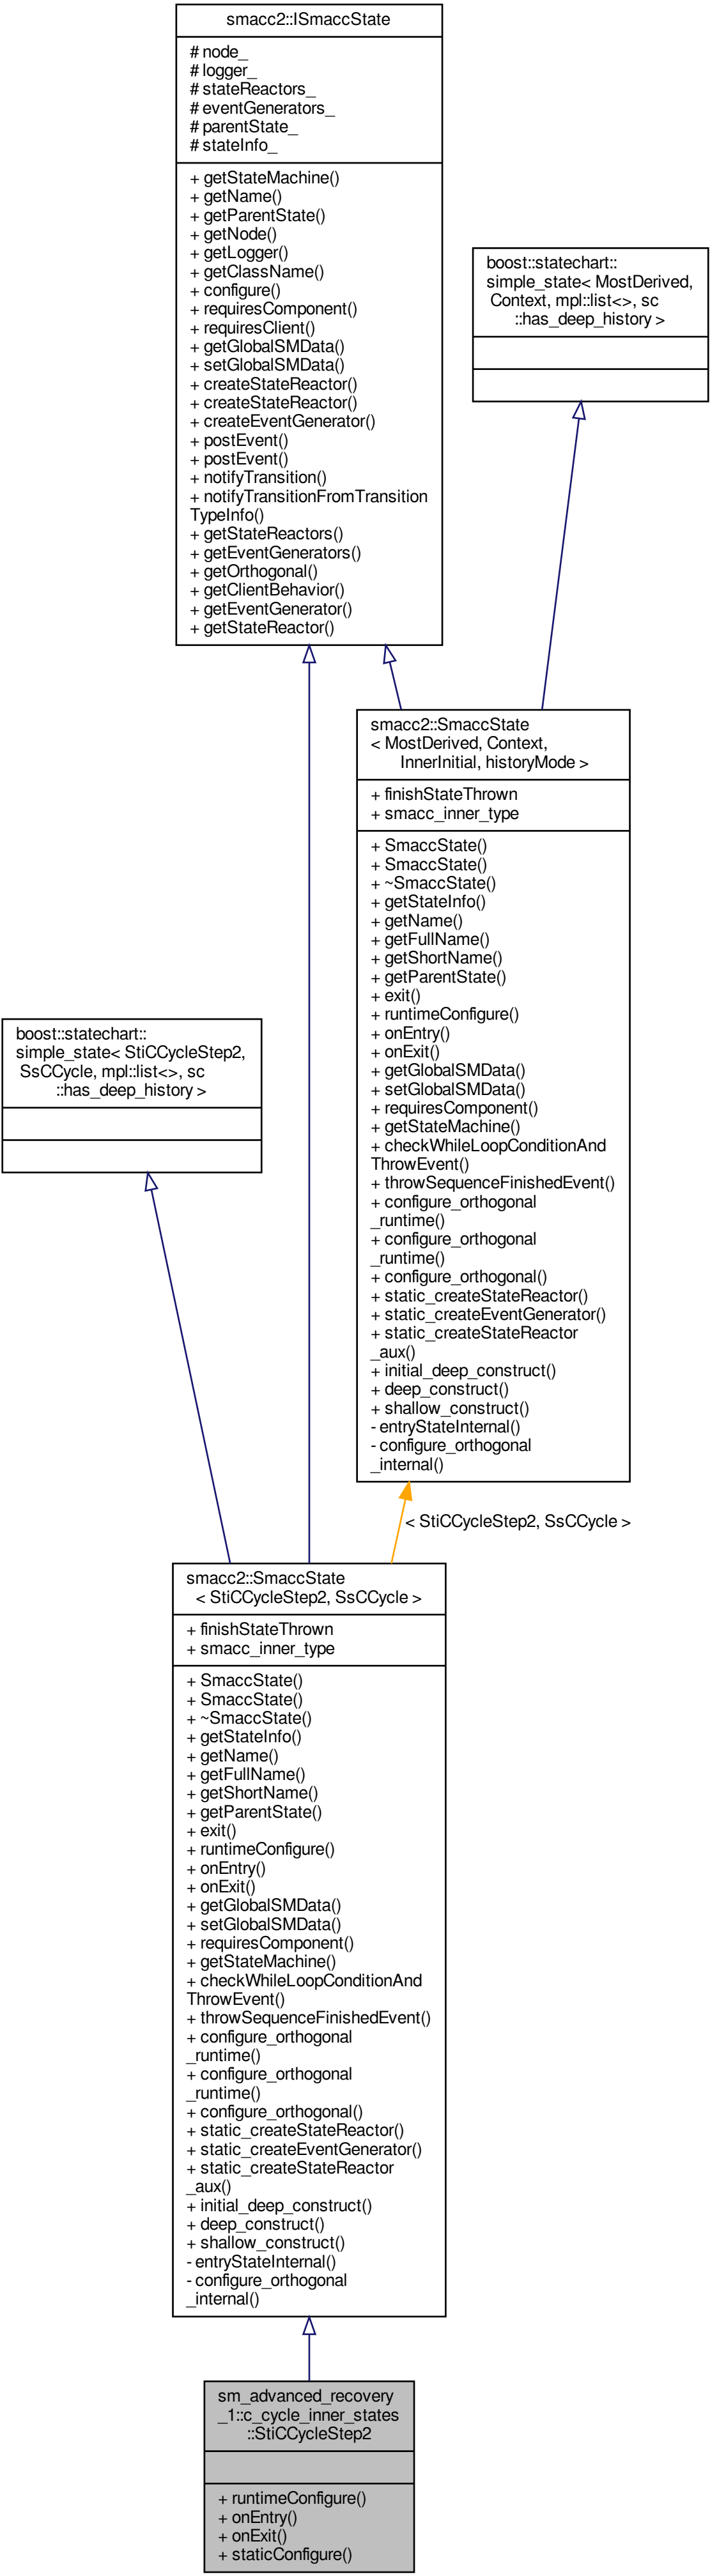 smacc2::ISmaccState
# node_
# logger_
# stateReactors_
# eventGenerators_
# parentState_
# stateInfo_
+ getStateMachine()
+ getName()
+ getParentState()
+ getNode()
+ getLogger()
+ getClassName()
+ configure()
+ requiresComponent()
+ requiresClient()
+ getGlobalSMData()
+ setGlobalSMData()
+ createStateReactor()
+ createStateReactor()
+ createEventGenerator()
+ postEvent()
+ postEvent()
+ notifyTransition()
+ notifyTransitionFromTransition
TypeInfo()
+ getStateReactors()
+ getEventGenerators()
+ getOrthogonal()
+ getClientBehavior()
+ getEventGenerator()
+ getStateReactor()
boost::statechart::
simple_state< MostDerived,
Context, mpl::list<>, sc
::has_deep_history >
smacc2::SmaccState
< MostDerived, Context,
InnerInitial, historyMode >
+ finishStateThrown
+ smacc_inner_type
+ SmaccState()
+ SmaccState()
+ ~SmaccState()
+ getStateInfo()
+ getName()
+ getFullName()
+ getShortName()
+ getParentState()
+ exit()
+ runtimeConfigure()
+ onEntry()
+ onExit()
+ getGlobalSMData()
+ setGlobalSMData()
+ requiresComponent()
+ getStateMachine()
+ checkWhileLoopConditionAnd
ThrowEvent()
+ throwSequenceFinishedEvent()
+ configure_orthogonal
_runtime()
+ configure_orthogonal
_runtime()
+ configure_orthogonal()
+ static_createStateReactor()
+ static_createEventGenerator()
+ static_createStateReactor
_aux()
+ initial_deep_construct()
+ deep_construct()
+ shallow_construct()
- entryStateInternal()
- configure_orthogonal
_internal()
boost::statechart::
simple_state< StiCCycleStep2,
SsCCycle, mpl::list<>, sc
::has_deep_history >
< StiCCycleStep2, SsCCycle >
smacc2::SmaccState
< StiCCycleStep2, SsCCycle >
+ finishStateThrown
+ smacc_inner_type
+ SmaccState()
+ SmaccState()
+ ~SmaccState()
+ getStateInfo()
+ getName()
+ getFullName()
+ getShortName()
+ getParentState()
+ exit()
+ runtimeConfigure()
+ onEntry()
+ onExit()
+ getGlobalSMData()
+ setGlobalSMData()
+ requiresComponent()
+ getStateMachine()
+ checkWhileLoopConditionAnd
ThrowEvent()
+ throwSequenceFinishedEvent()
+ configure_orthogonal
_runtime()
+ configure_orthogonal
_runtime()
+ configure_orthogonal()
+ static_createStateReactor()
+ static_createEventGenerator()
+ static_createStateReactor
_aux()
+ initial_deep_construct()
+ deep_construct()
+ shallow_construct()
- entryStateInternal()
- configure_orthogonal
_internal()
sm_advanced_recovery
_1::c_cycle_inner_states
::StiCCycleStep2
+ runtimeConfigure()
+ onEntry()
+ onExit()
+ staticConfigure()